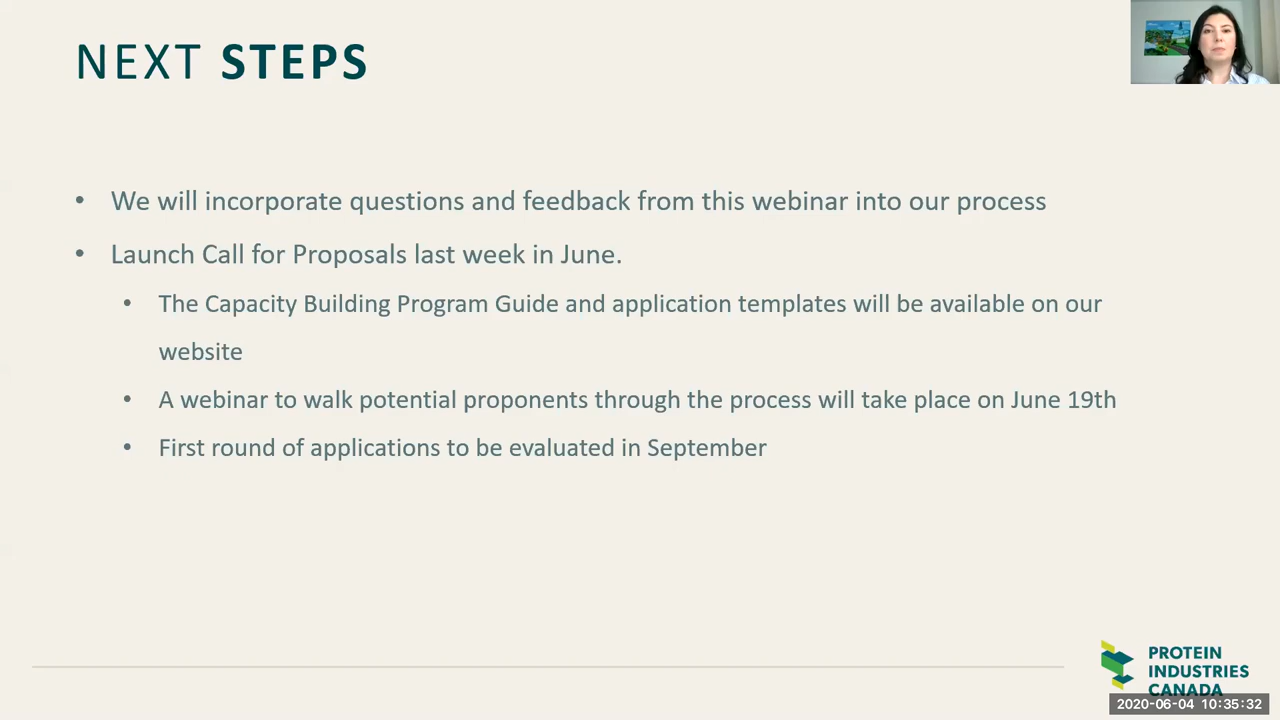 NEXT STEPS
• We will incorporate questions and feedback from this webinar into our process
• Launch Call for Proposals last week in June.
• The Capacity Building Program Guide and application templates will be available on our
website
• A webinar to walk potential proponents through the process will take place on June 19th
• First round of applications to be evaluated in September
PROTEIN
INDUSTRIES
CANADA
2020-06-04 10:35:32